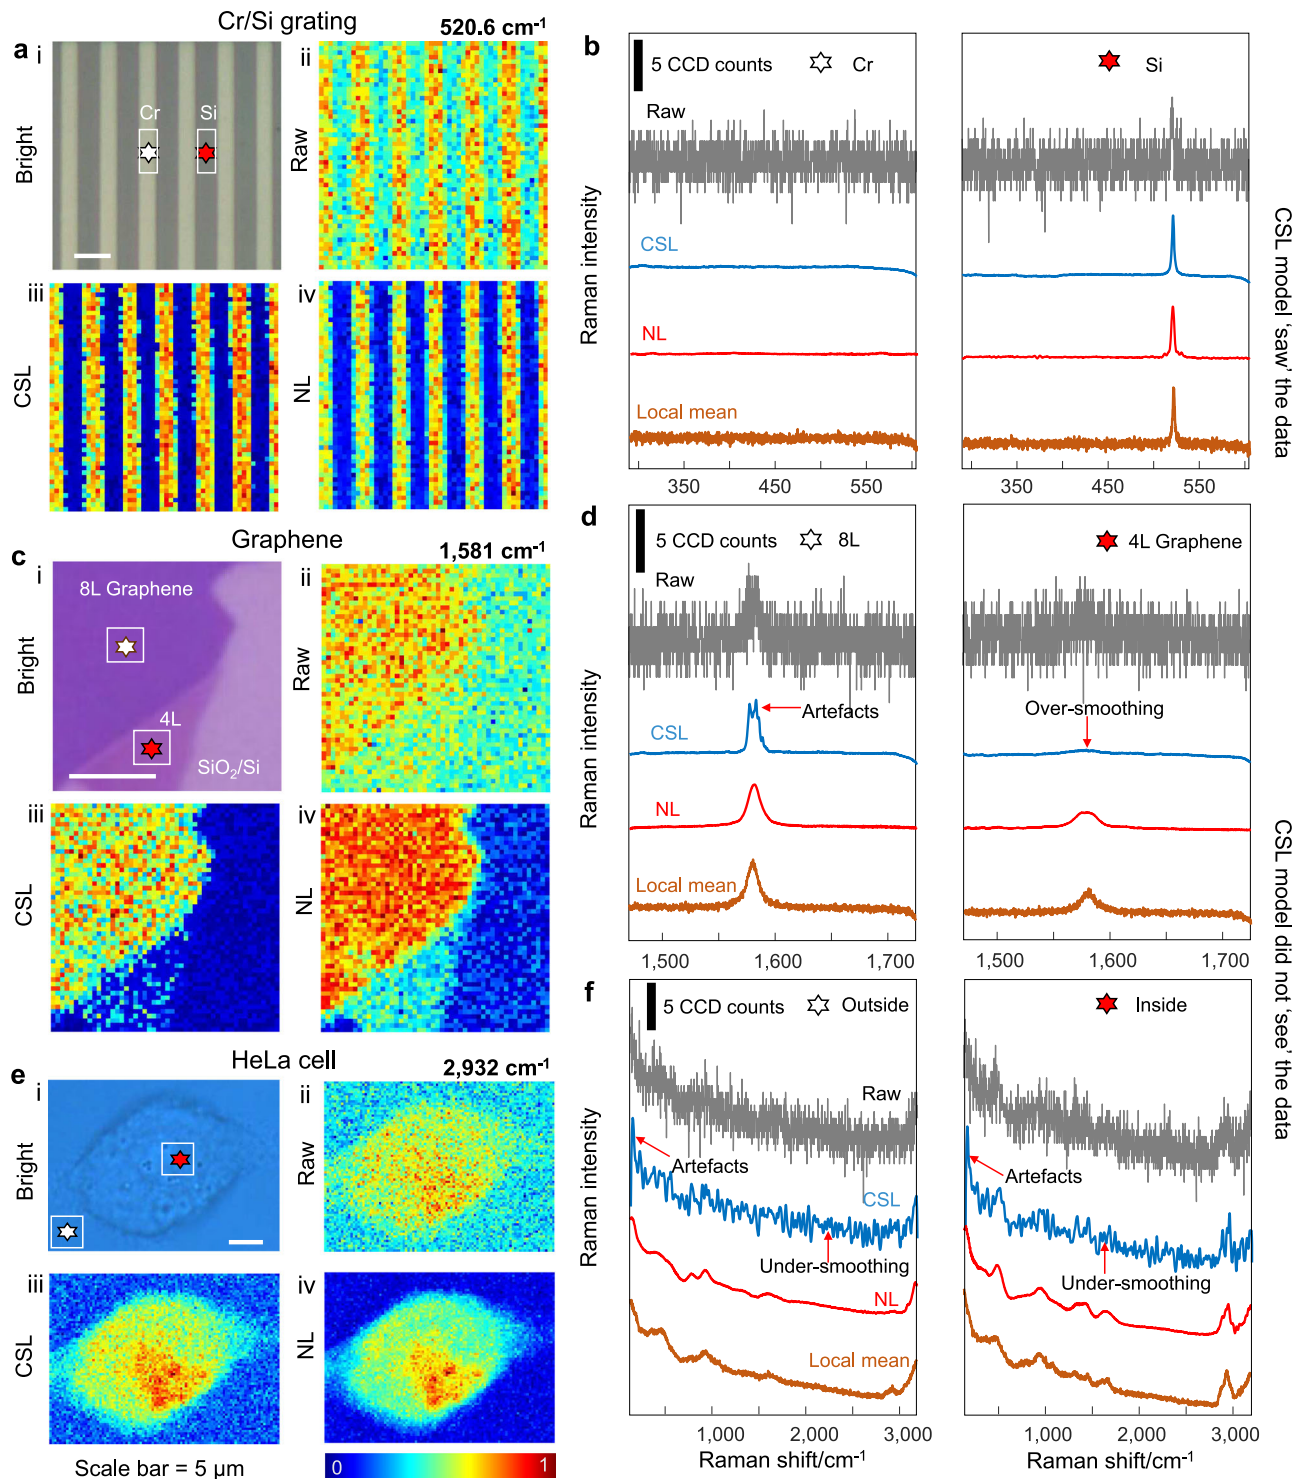 Cr/Si grating
520.6 cm⁻¹
a
i
Bright
Cr
Si
ii
Raw
iii
CSL
iv
NL
b
5 CCD counts
Cr
Raw
CSL
NL
Local mean
Raman intensity
350
450
550
Si
350
450
550
CSL model 'saw' the data
Graphene
1,581 cm⁻¹
c
i
Bright
8L Graphene
4L
SiO₂/Si
ii
Raw
iii
CSL
iv
NL
d
5 CCD counts
8L
Raw
Artefacts
CSL
NL
Local mean
Raman intensity
1,500
1,600
1,700
4L Graphene
Over-smoothing
1,500
1,600
1,700
CSL model did not 'see' the data
HeLa cell
2,932 cm⁻¹
e
i
Bright
ii
Raw
iii
CSL
iv
NL
Scale bar = 5 μm
0
1
f
5 CCD counts
Outside
Raw
Artefacts
CSL
Under-smoothing
NL
Local mean
Raman intensity
1,000
2,000
3,000
Raman shift/cm⁻¹
Inside
Artefacts
Under-smoothing
1,000
2,000
3,000
Raman shift/cm⁻¹